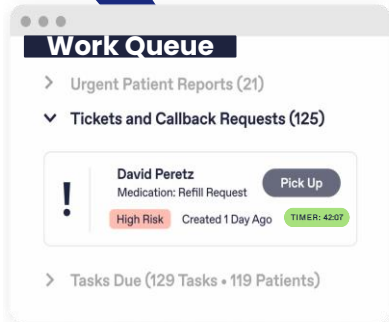 Work Queue
Urgent Patient Reports (21)
Tickets and Callback Requests (125)
!
David Peretz
Medication: Refill Request
Pick Up
High Risk
Created 1 Day Ago
TIMER: 42:07
Tasks Due (129 Tasks • 119 Patients)